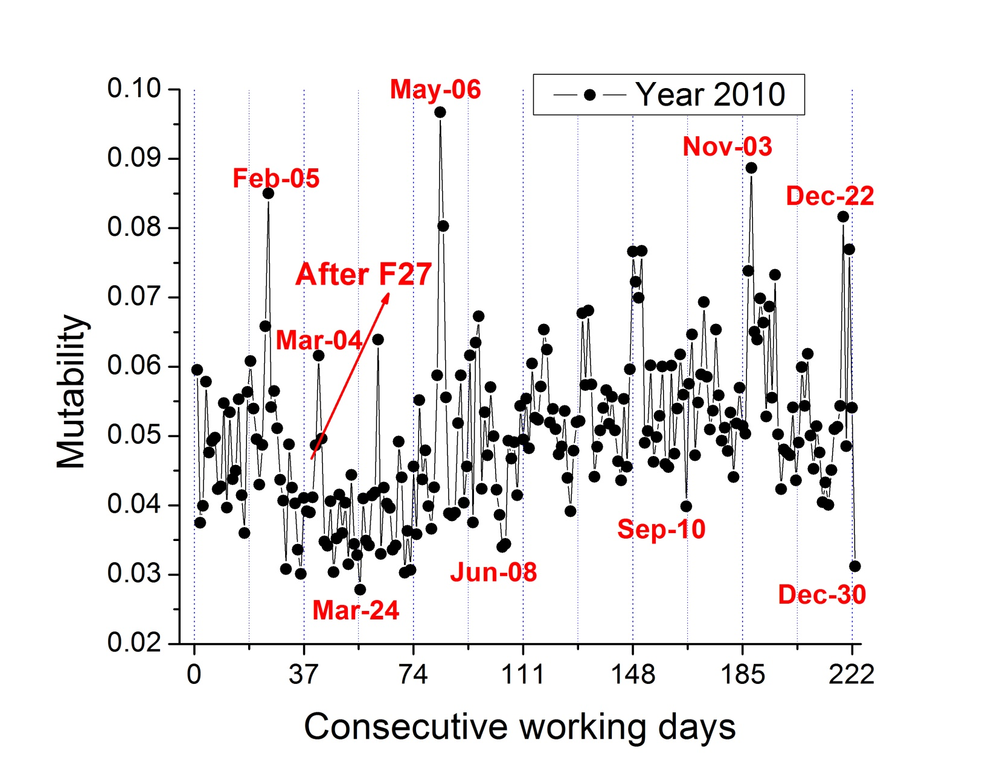 0.10
0.09
0.08
0.07
0.06
0.05
0.04
0.03
0.02
Mutability
May-06
Year 2010
Nov-03
Feb-05
Dec-22
After F27
Mar-04
Sep-10
Jun-08
Dec-30
Mar-24
0 37 74 111 148 185 222
Consecutive working days